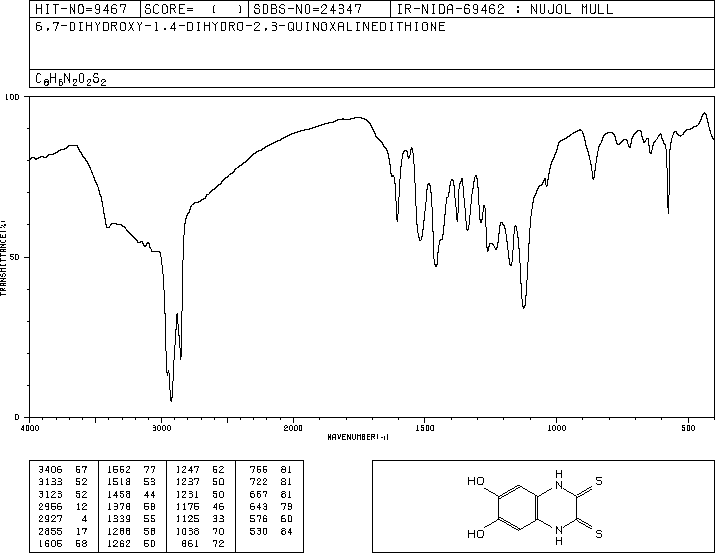 HIT-NO=9467 SCORE= ( ) SDBS-NO=24347 IR-NIDA-69462 : NUJOL MULL
6,7-DIHYDROXY-1,4-DIHYDRO-2,3-QUINOXALINEDITHIONE
C8H6N2O2S2
100
50
0
TRANSMITTANCE(%)
4000 3000 2000 1500 1000 500
WAVENUMBER(-1)
3406 57 1562 77 1247 52 766 81
3133 52 1518 53 1237 50 722 81
3123 52 1458 44 1231 50 667 81
2956 12 1378 58 1175 46 643 79
2927 4 1339 55 1125 33 576 60
2855 17 1288 58 1038 70 530 84
1605 58 1262 50 861 72
H
HO N S
HO N S
H